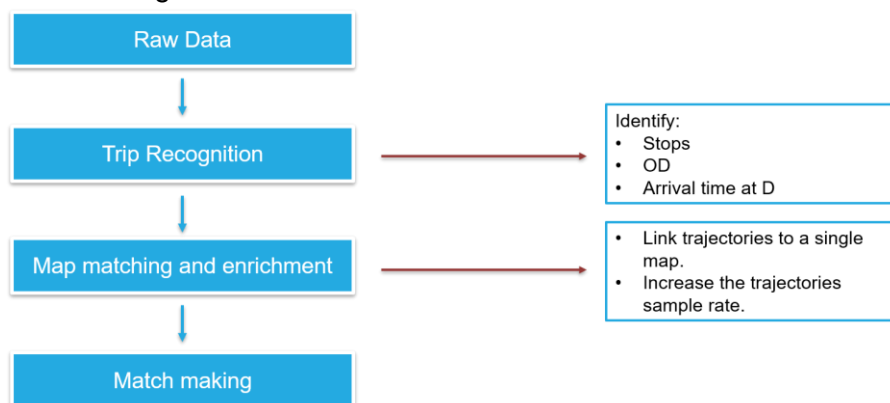 Raw Data
Trip Recognition
Identify:
• Stops
• OD
• Arrival time at D
Map matching and enrichment
• Link trajectories to a single
map.
• Increase the trajectories
sample rate.
Match making